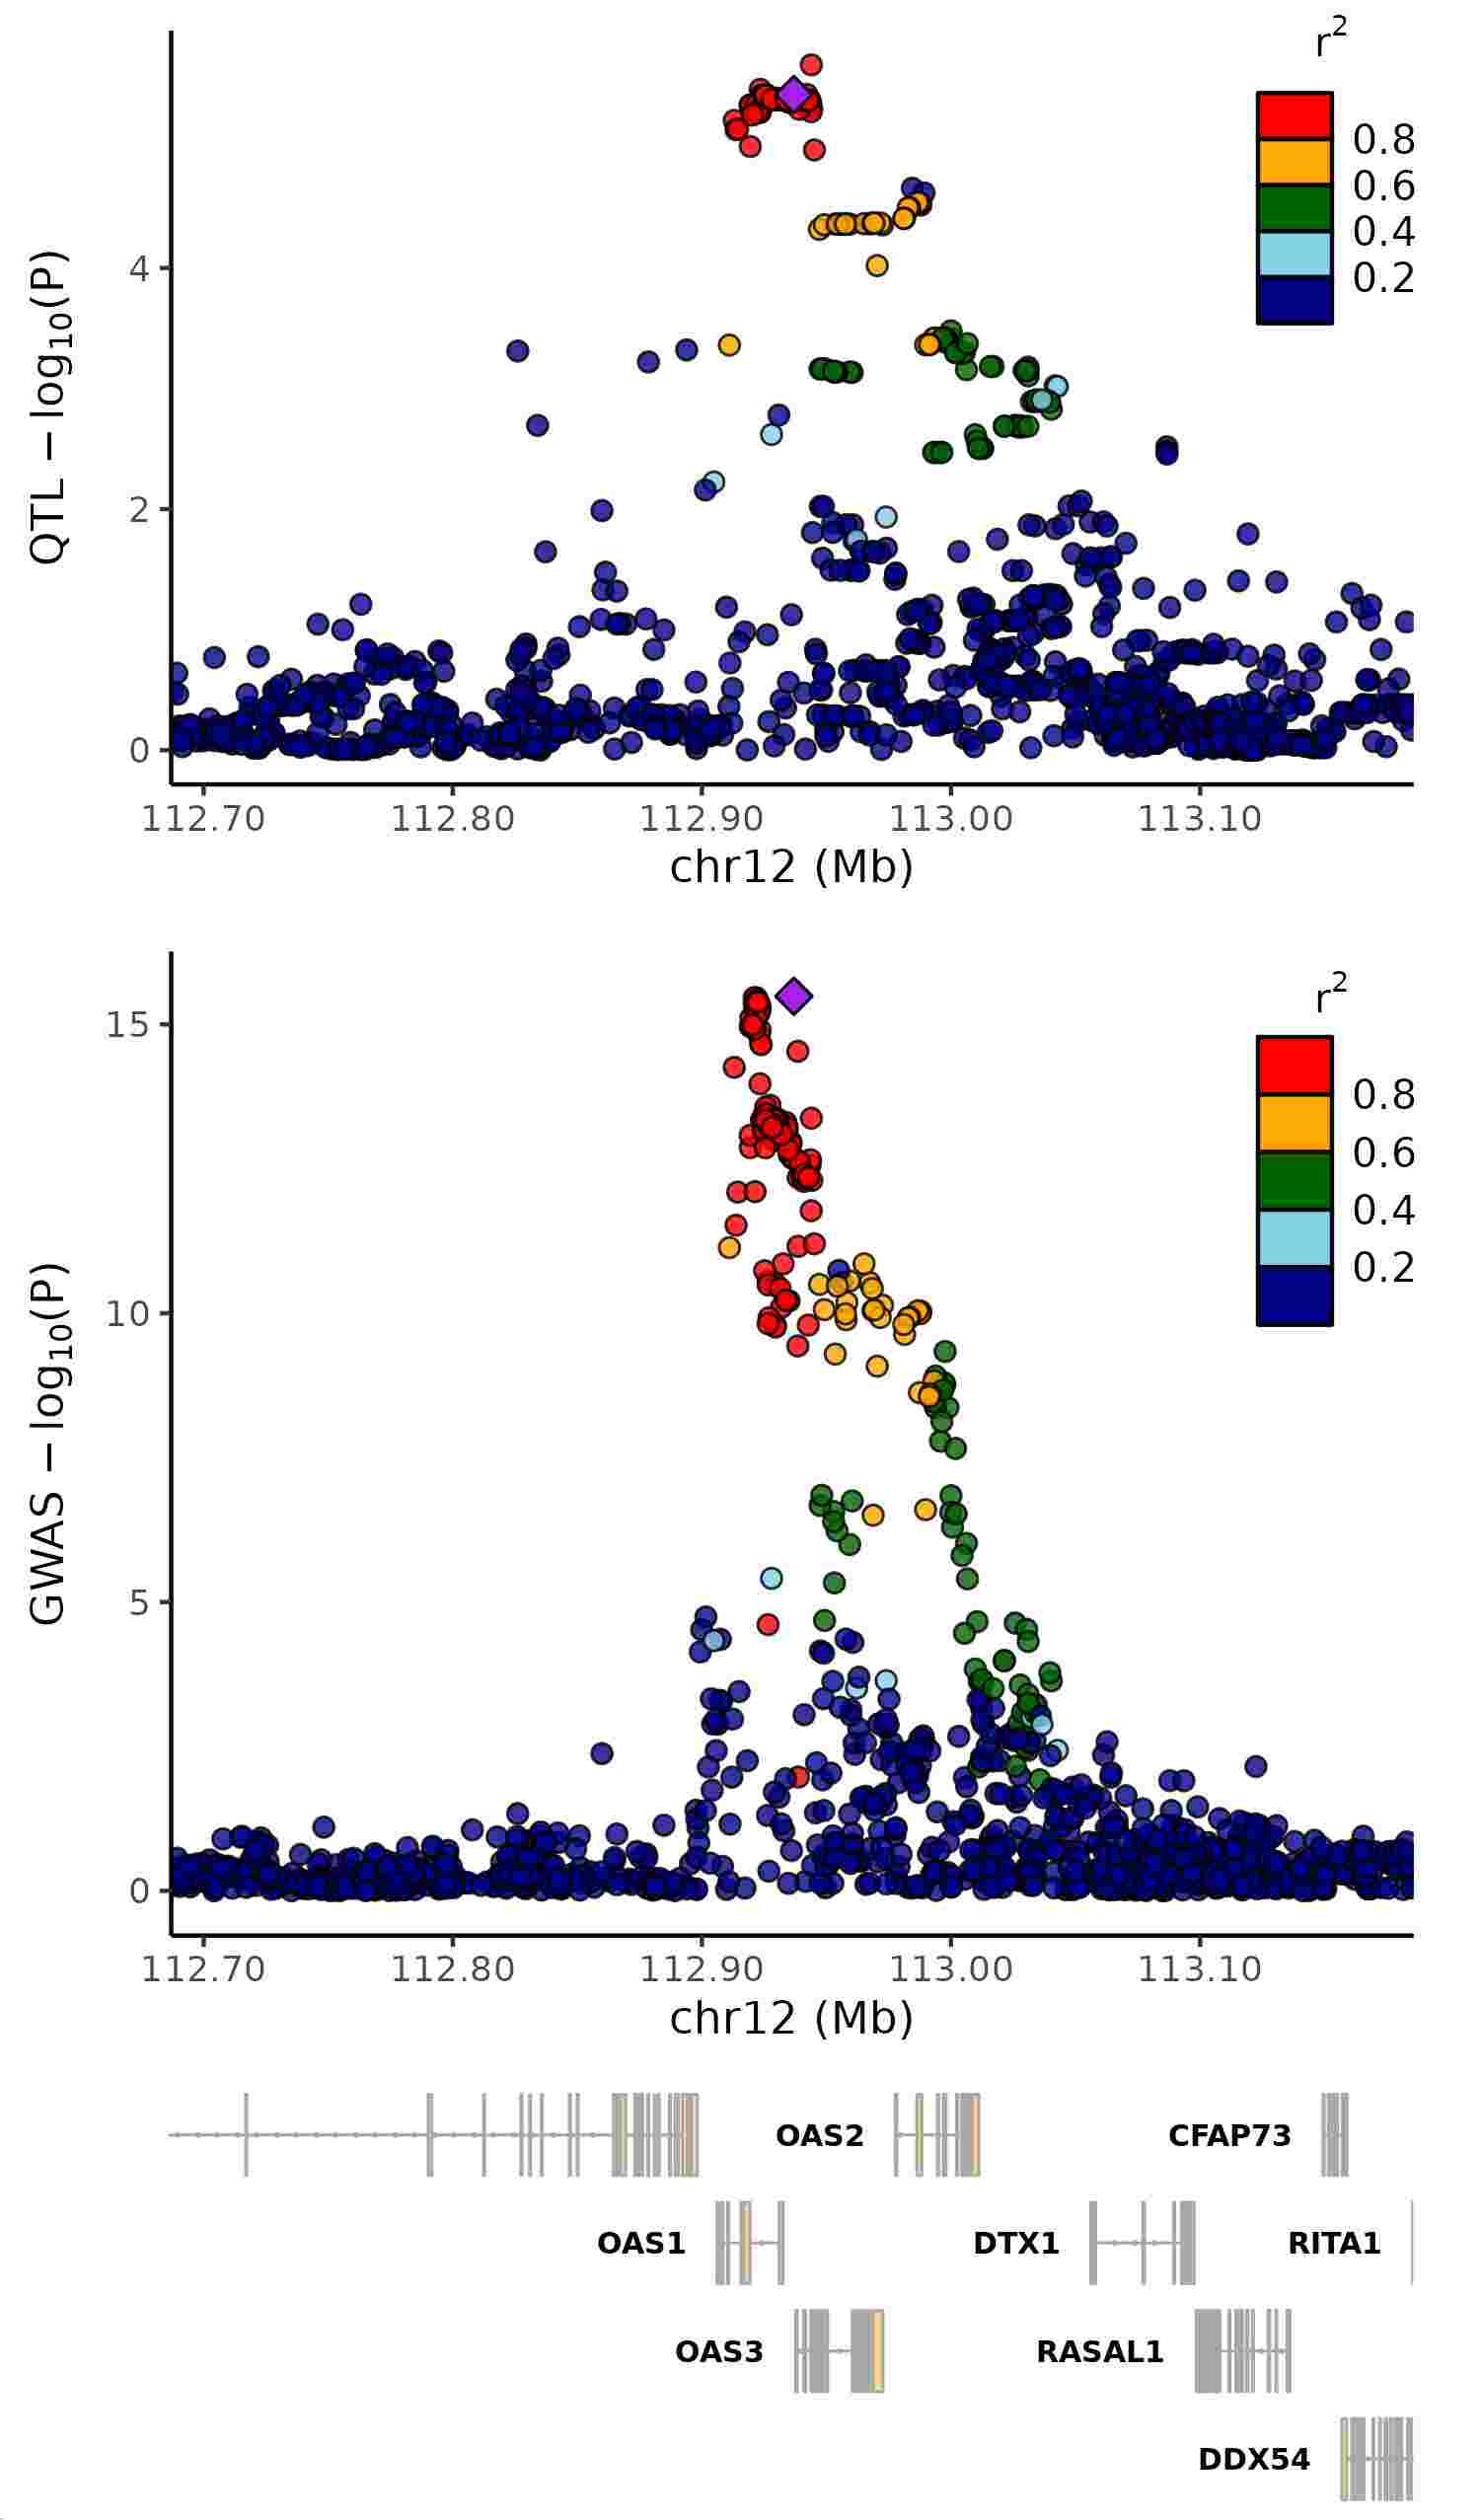 r²
0.8
0.6
0.4
0.2
QTL − log₁₀(P)
4
2
0
112.70 112.80 112.90 113.00 113.10
chr12 (Mb)
r²
0.8
0.6
0.4
0.2
GWAS − log₁₀(P)
15
10
5
0
112.70 112.80 112.90 113.00 113.10
chr12 (Mb)
OAS2 CFAP73
OAS1 DTX1 RITA1
OAS3 RASAL1
DDX54